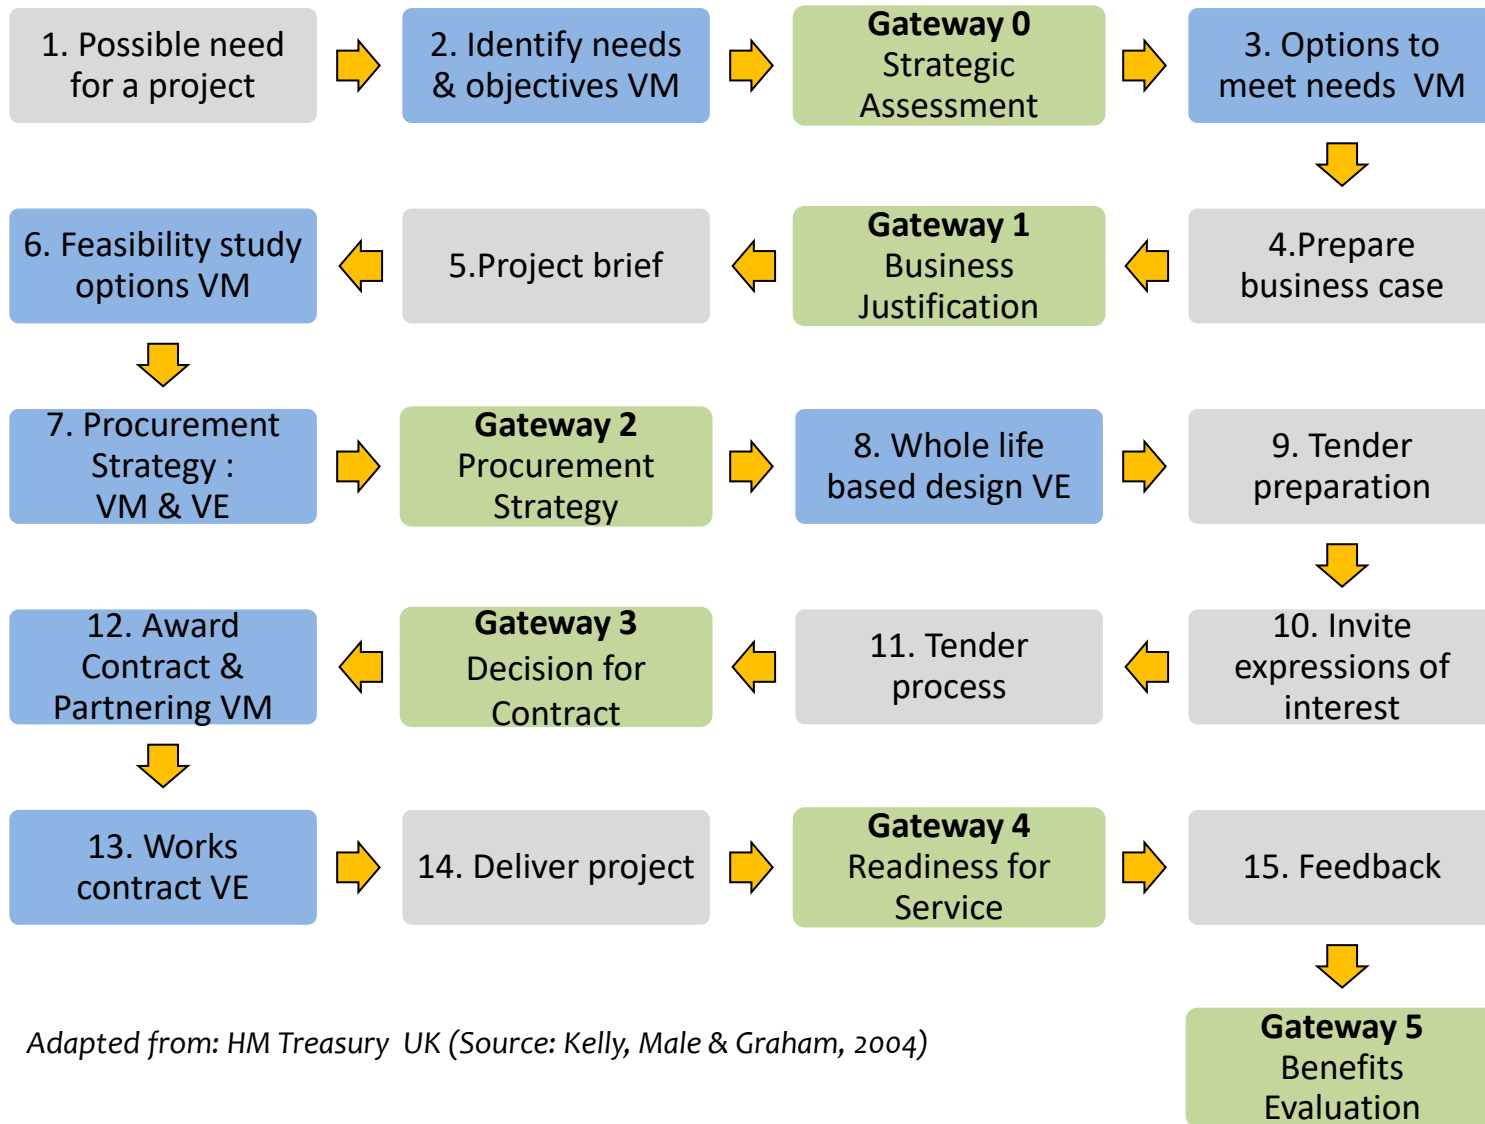 1. Possible need
for a project
2. Identify needs
& objectives VM
Gateway 0
Strategic
Assessment
3. Options to
meet needs VM
6. Feasibility study
options VM
5.Project brief
Gateway 1
Business
Justification
4.Prepare
business case
7. Procurement
Strategy :
VM & VE
Gateway 2
Procurement
Strategy
8. Whole life
based design VE
9. Tender
preparation
12. Award
Contract &
Partnering VM
Gateway 3
Decision for
Contract
11. Tender
process
10. Invite
expressions of
interest
13. Works
contract VE
14. Deliver project
Gateway 4
Readiness for
Service
15. Feedback
Adapted from: HM Treasury UK (Source: Kelly, Male & Graham, 2004)
Gateway 5
Benefits
Evaluation